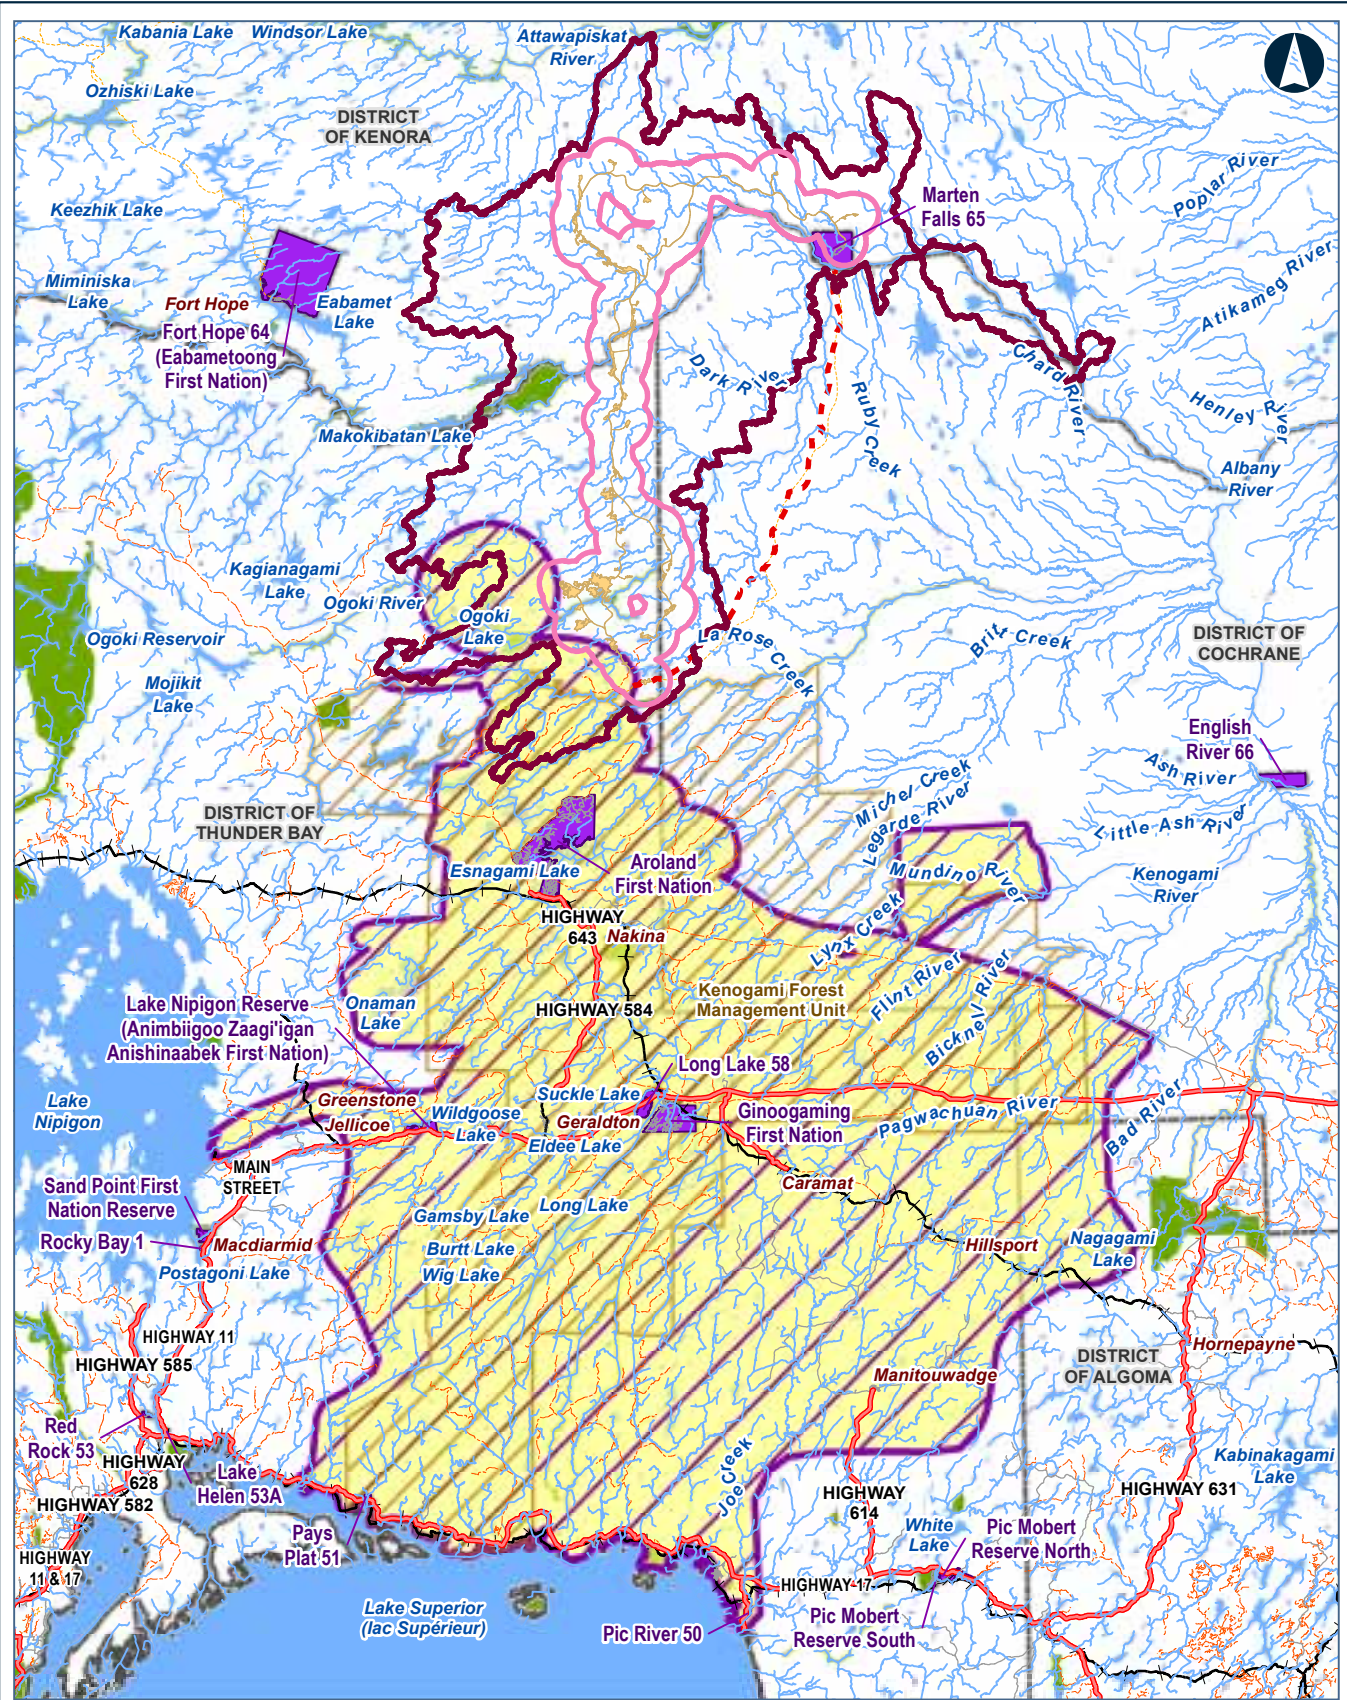 Kabania Lake
Windsor Lake
Attawapiskat
River
Ozhiski Lake
DISTRICT
OF KENORA
Poplar River
Keezhik Lake
Marten
Falls 65
Atikameg River
Miminiska
Lake
Fort Hope
Eabamet
Lake
Fort Hope 64
(Eabametoong
First Nation)
Dark River
Chard River
Ruby Creek
Henley River
Makokibatan Lake
Albany
River
Kagianagami
Lake
Ogoki River
Ogoki
Lake
Ogoki Reservoir
La Rose Creek
Britt Creek
DISTRICT OF
COCHRANE
Mojikit
Lake
English
River 66
Ash River
Michel Creek
Legarde River
Little Ash River
DISTRICT OF
THUNDER BAY
Esnagami Lake
Aroland
First Nation
Mundino River
Kenogami
River
HIGHWAY
643
Nakina
Lynx Creek
Flint River
Bicknell River
Kenogami Forest
Management Unit
Lake Nipigon Reserve
(Animbiigoo Zaagi'igan
Anishinaabek First Nation)
Onaman
Lake
HIGHWAY 584
Long Lake 58
Suckle Lake
Greenstone
Lake
Nipigon
Jellicoe
Wildgoose
Lake
Geraldton
Eldee Lake
Ginoogaming
First Nation
Pagwachuan River
Bad River
MAIN
STREET
Caramat
Sand Point First
Nation Reserve
Long Lake
Gamsby Lake
Rocky Bay 1
Macdiarmid
Burtt Lake
Hillsport
Nagagami
Lake
Postagoni Lake
Wig Lake
HIGHWAY 11
HIGHWAY 585
Hornepayne
DISTRICT
OF ALGOMA
Manitouwadge
Red
Rock 53
HIGHWAY
628
Lake
Helen 53A
Joe Creek
Kabinakagami
Lake
HIGHWAY 582
HIGHWAY
614
HIGHWAY 631
Pays
Plat 51
White
Lake
Pic Mobert
Reserve North
HIGHWAY
11 & 17
HIGHWAY 17
Lake Superior
(lac Supérieur)
Pic River 50
Pic Mobert
Reserve South